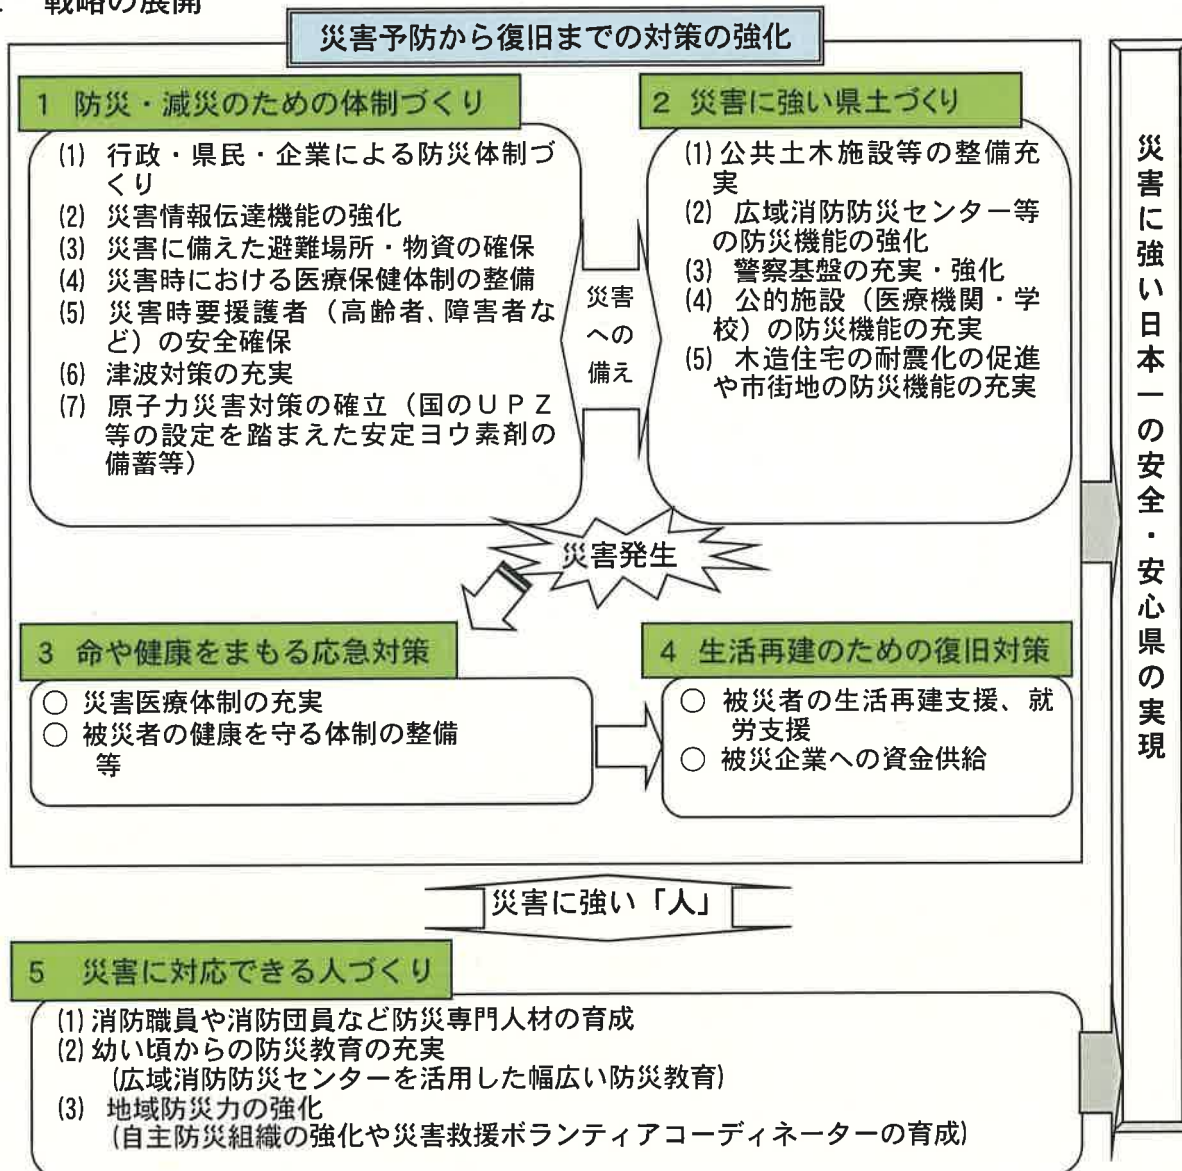 戦略の展開
災害予防から復旧までの対策の強化
1 防災・減災のための体制づくり
(1) 行政・県民・企業による防災体制づ
くり
(2) 災害情報伝達機能の強化
(3) 災害に備えた避難場所・物資の確保
(4) 災害時における医療保健体制の整備
(5) 災害時要援護者（高齢者、障害者な
ど）の安全確保
(6) 津波対策の充実
(7) 原子力災害対策の確立（国のＵＰＺ
等の設定を踏まえた安定ヨウ素剤の
備蓄等）
災害
への
備え
2 災害に強い県土づくり
(1) 公共土木施設等の整備充
実
(2) 広域消防防災センター等
の防災機能の強化
(3) 警察基盤の充実・強化
(4) 公的施設（医療機関・学
校）の防災機能の充実
(5) 木造住宅の耐震化の促進
や市街地の防災機能の充実
災害発生
3 命や健康をまもる応急対策
○ 災害医療体制の充実
○ 被災者の健康を守る体制の整備
等
4 生活再建のための復旧対策
○ 被災者の生活再建支援、就
労支援
○ 被災企業への資金供給
災害に強い「人」
5 災害に対応できる人づくり
(1) 消防職員や消防団員など防災専門人材の育成
(2) 幼い頃からの防災教育の充実
(広域消防防災センターを活用した幅広い防災教育)
(3) 地域防災力の強化
(自主防災組織の強化や災害救援ボランティアコーディネーターの育成)
災害に強い日本一の安全・安心県の実現